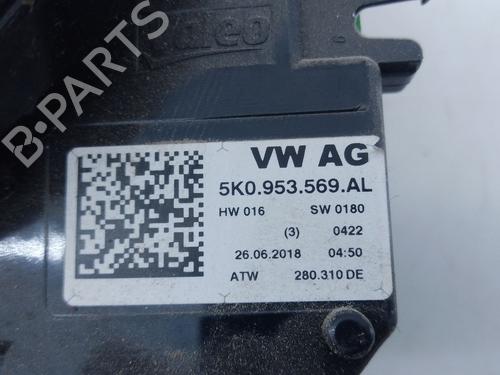 Valeo
B-PARTS
VW AG
5K0.953.569.AL
HW 016 SW 0180
(3) 0422
26.06.2018 04:50
ATW 280.310 DE